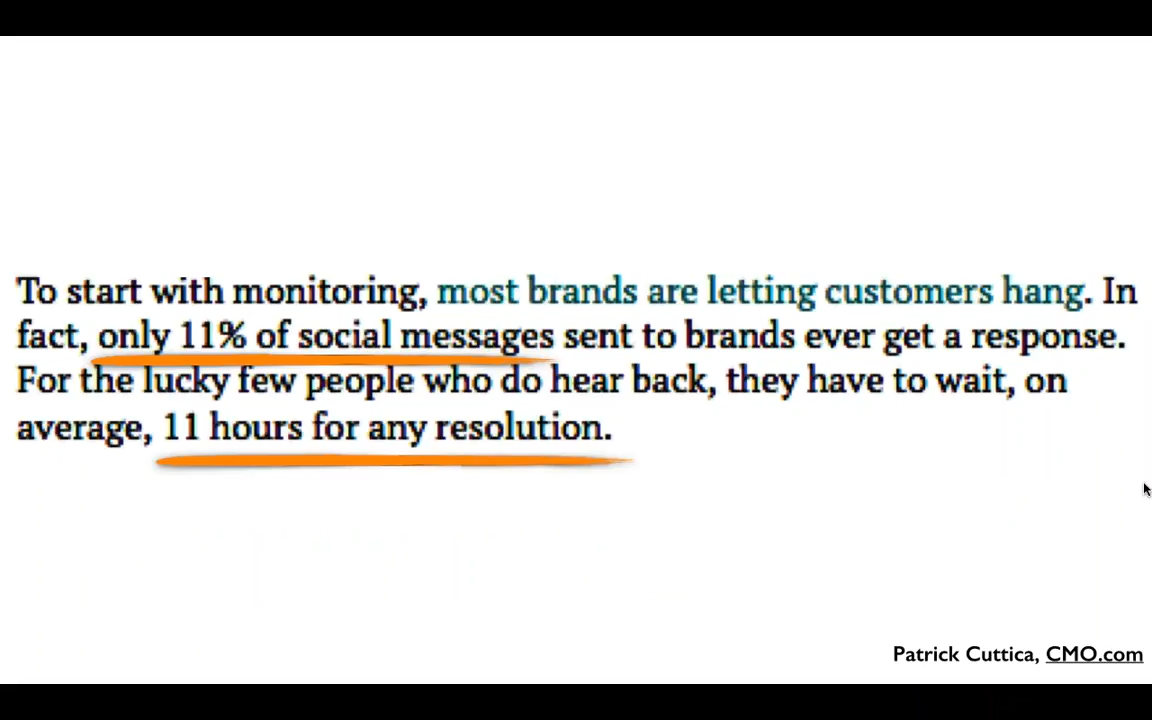 To start with monitoring, most brands are letting customers hang. In
fact, only 11% of social messages sent to brands ever get a response.
For the lucky few people who do hear back, they have to wait, on
average, 11 hours for any resolution.
Patrick Cuttica, CMO.com